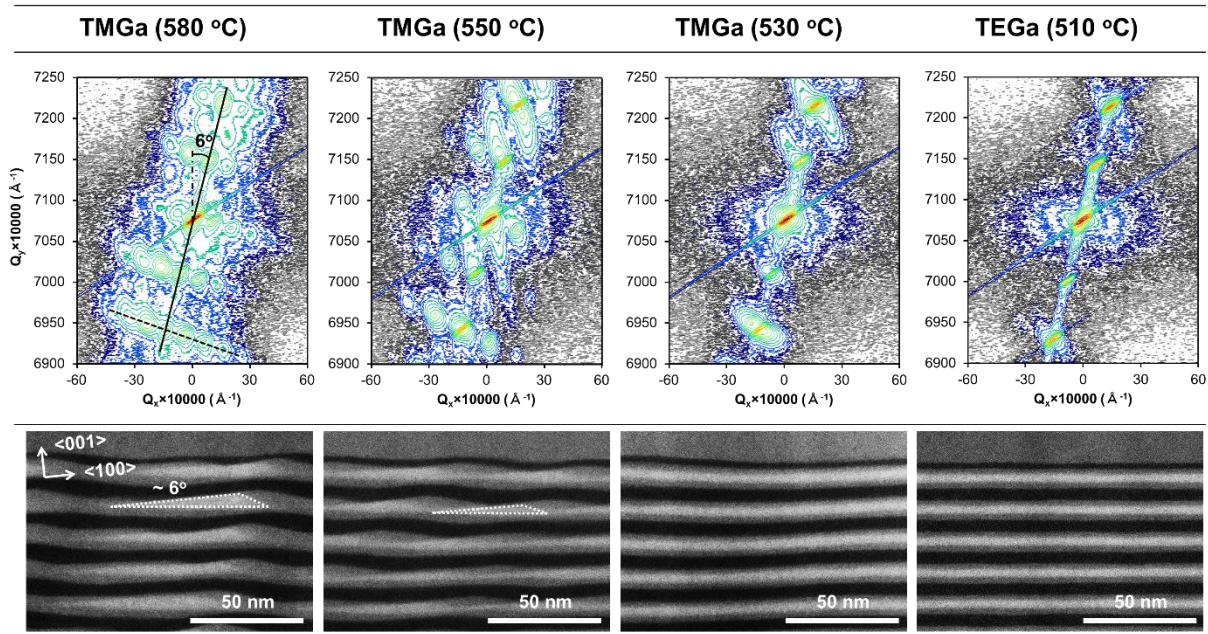 TMGa (580 °C) TMGa (550 °C) TMGa (530 °C) TEGa (510 °C)
7250 7250 7250 7250
7200 7200 7200 7200
6°
7150 7150 7150 7150
7100 7100 7100 7100
Qy×10000 (Å-1)
7050 7050 7050 7050
7000 7000 7000 7000
6950 6950 6950 6950
6900 6900 6900 6900
-60 -30 0 30 60 -60 -30 0 30 60 -60 -30 0 30 60 -60 -30 0 30 60
Qx×10000 ( Å-1) Qx×10000 ( Å-1) Qx×10000 ( Å-1) Qx×10000 ( Å-1)
<001>
<100>
~ 6°
50 nm 50 nm 50 nm 50 nm